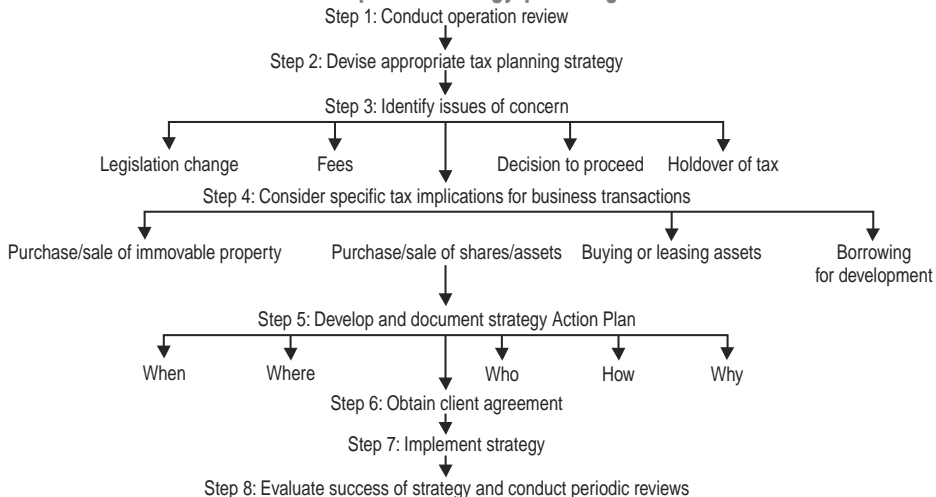 Step 1: Conduct operation review
Step 2: Devise appropriate tax planning strategy
Step 3: Identify issues of concern
Legislation change Fees Decision to proceed Holdover of tax
Step 4: Consider specific tax implications for business transactions
Purchase/sale of immovable property Purchase/sale of shares/assets Buying or leasing assets Borrowing
for development
Step 5: Develop and document strategy Action Plan
When Where Who How Why
Step 6: Obtain client agreement
Step 7: Implement strategy
Step 8: Evaluate success of strategy and conduct periodic reviews